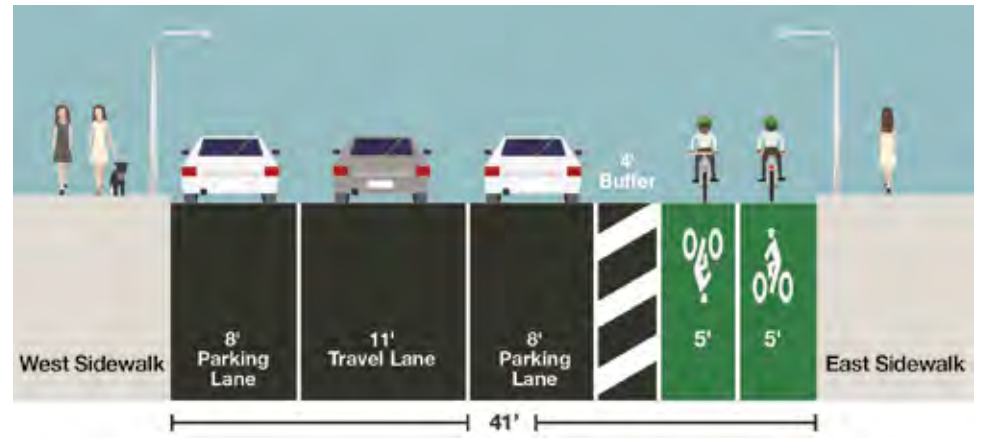 4'
Buffer
West Sidewalk
8'
Parking
Lane
11'
Travel Lane
8'
Parking
Lane
5'
5'
East Sidewalk
41'